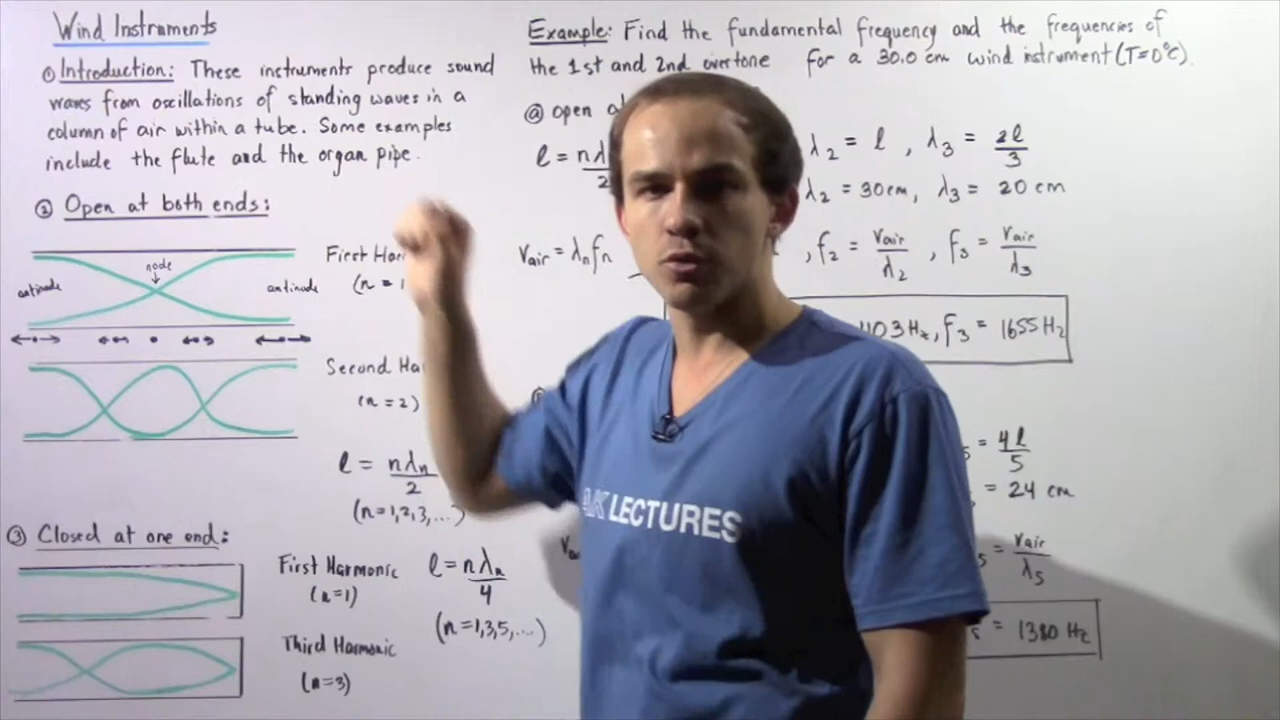 Wind Instruments
① Introduction: These instruments produce sound
waves from oscillations of standing waves in a
column of air within a tube. Some examples
include the flute and the organ pipe.
② Open at both ends:
antinode
node
antinode
First Har
(n = 1
Second Ha
(n = 2)
l = nλn/2
(n=1,2,3,...)
③ Closed at one end:
First Harmonic
(n=1)
l = nλn/4
(n=1,3,5,...)
Third Harmonic
(n=3)
Example: Find the fundamental frequency and the frequencies of
the 1st and 2nd overtone for a 30.0 cm wind instrument (T=0°C).
ⓐ open a
l = nλ/2
λ2 = l , λ3 = 2l/3
λ2 = 30cm, λ3 = 20 cm
Vair = λnfn
, f2 = Vair/λ2 , f3 = Vair/λ3
103 Hz, f3 = 1655 Hz
= 4l/5
= 24 cm
= Vair/λ5
1380 Hz
LECTURES